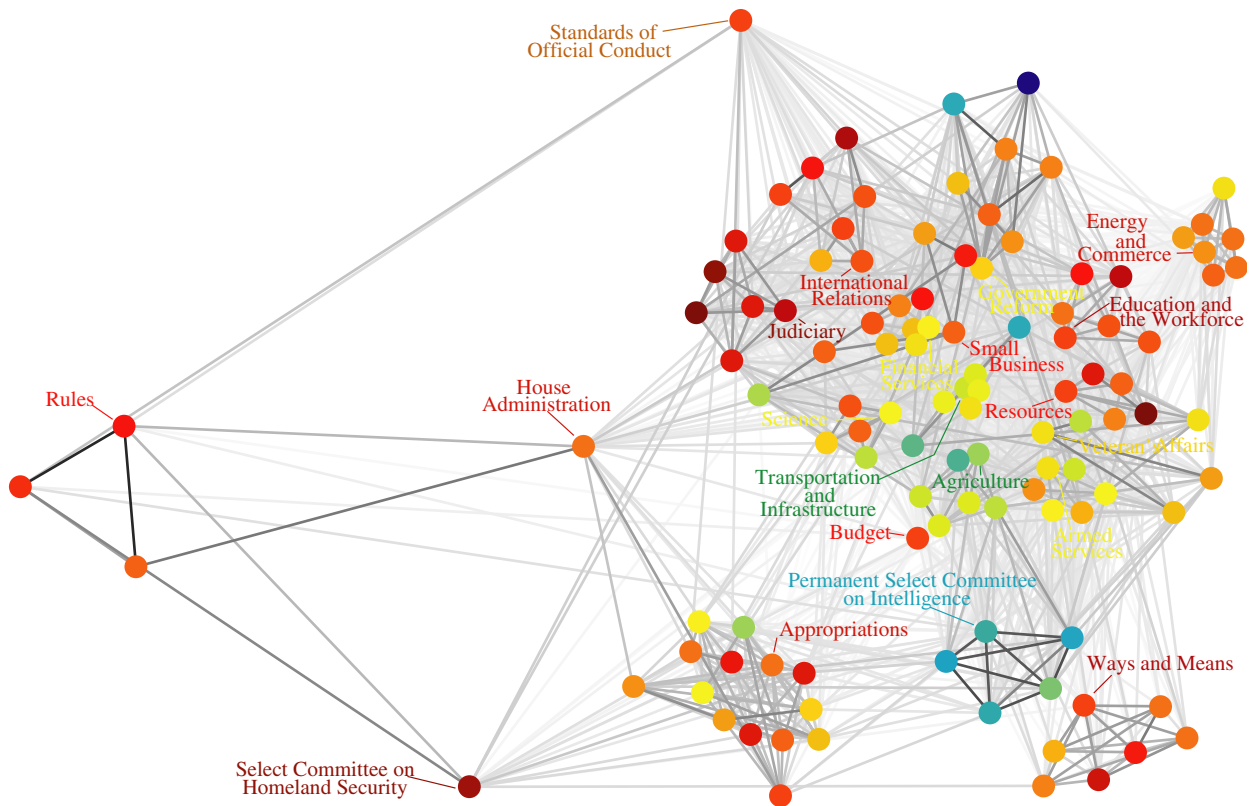 Standards of
Official Conduct
Energy
and
Commerce
International
Relations
Government
Reform
Education and
the Workforce
Judiciary
Small
Business
Financial
Services
Resources
Rules
House
Administration
Science
Veteran's Affairs
Transportation
and
Infrastructure
Agriculture
Budget
Armed
Services
Permanent Select Committee
on Intelligence
Appropriations
Ways and Means
Select Committee on
Homeland Security